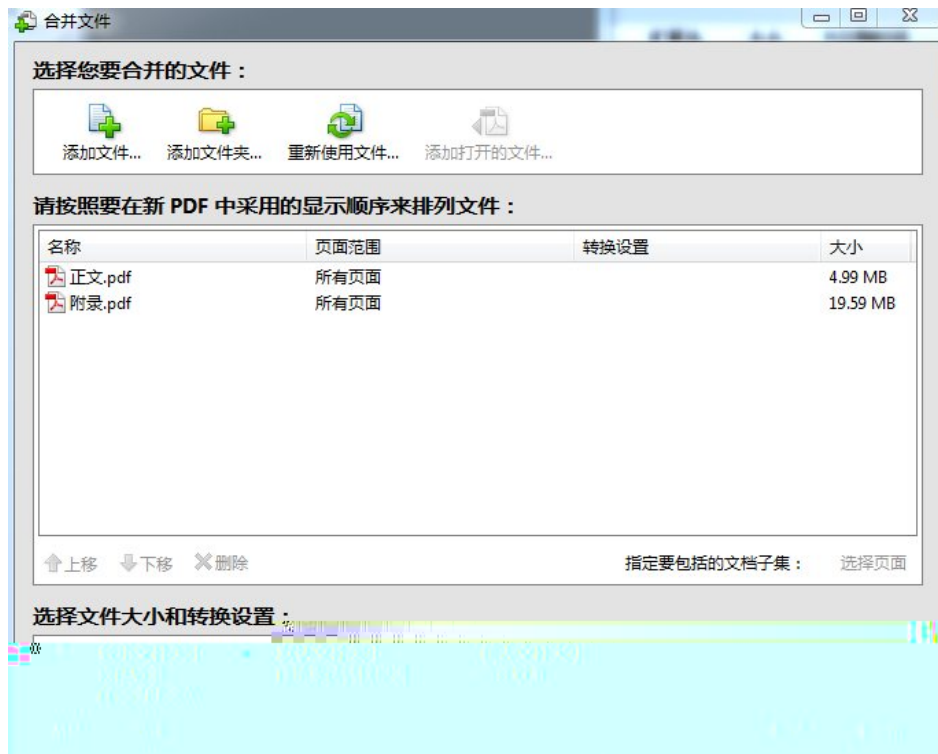 合并文件
选择您要合并的文件：
添加文件... 添加文件夹... 重新使用文件... 添加打开的文件...
请按照要在新 PDF 中采用的显示顺序来排列文件：
名称 页面范围 转换设置 大小
正文.pdf 所有页面 4.99 MB
附录.pdf 所有页面 19.59 MB
上移 下移 删除 指定要包括的文档子集： 选择页面
选择文件大小和转换设置：